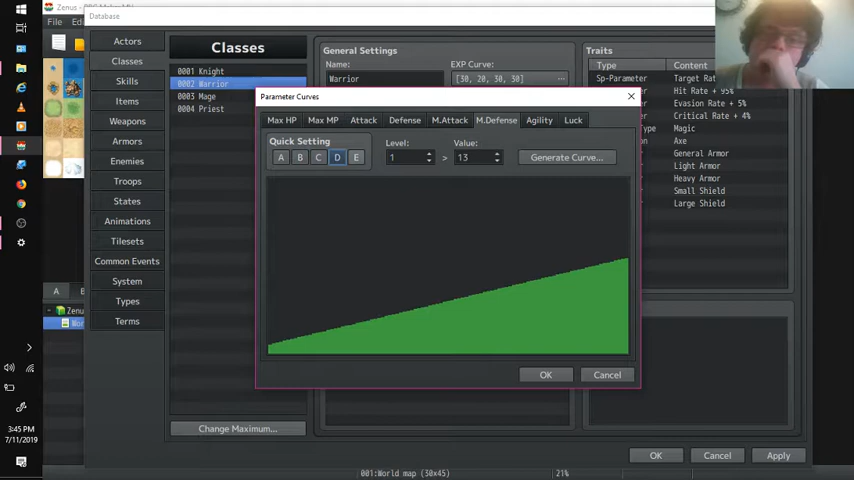 File
Database
Actors
Classes
Skills
Items
Weapons
Armors
Enemies
Troops
States
Animations
Tilesets
Common Events
System
Types
Terms
Classes
0001 Knight
0002 Warrior
0003 Mage
0004 Priest
Change Maximum...
General Settings
Name:
Warrior
EXP Curve:
[30, 20, 30, 30]
...
Traits
Type
Content
Sp-Parameter
Target Rat
Hit Rate + 95%
Evasion Rate + 5%
Critical Rate + 4%
Type
Magic
Axe
General Armor
Light Armor
Heavy Armor
Small Shield
Large Shield
Parameter Curves
Max HP
Max MP
Attack
Defense
M.Attack
M.Defense
Agility
Luck
Quick Setting
A B C D E
Level:
1
>
Value:
13
Generate Curve...
OK
Cancel
OK
Cancel
Apply
A
Zenus
001:World map (30x45)
21%
3:45 PM
7/11/2019